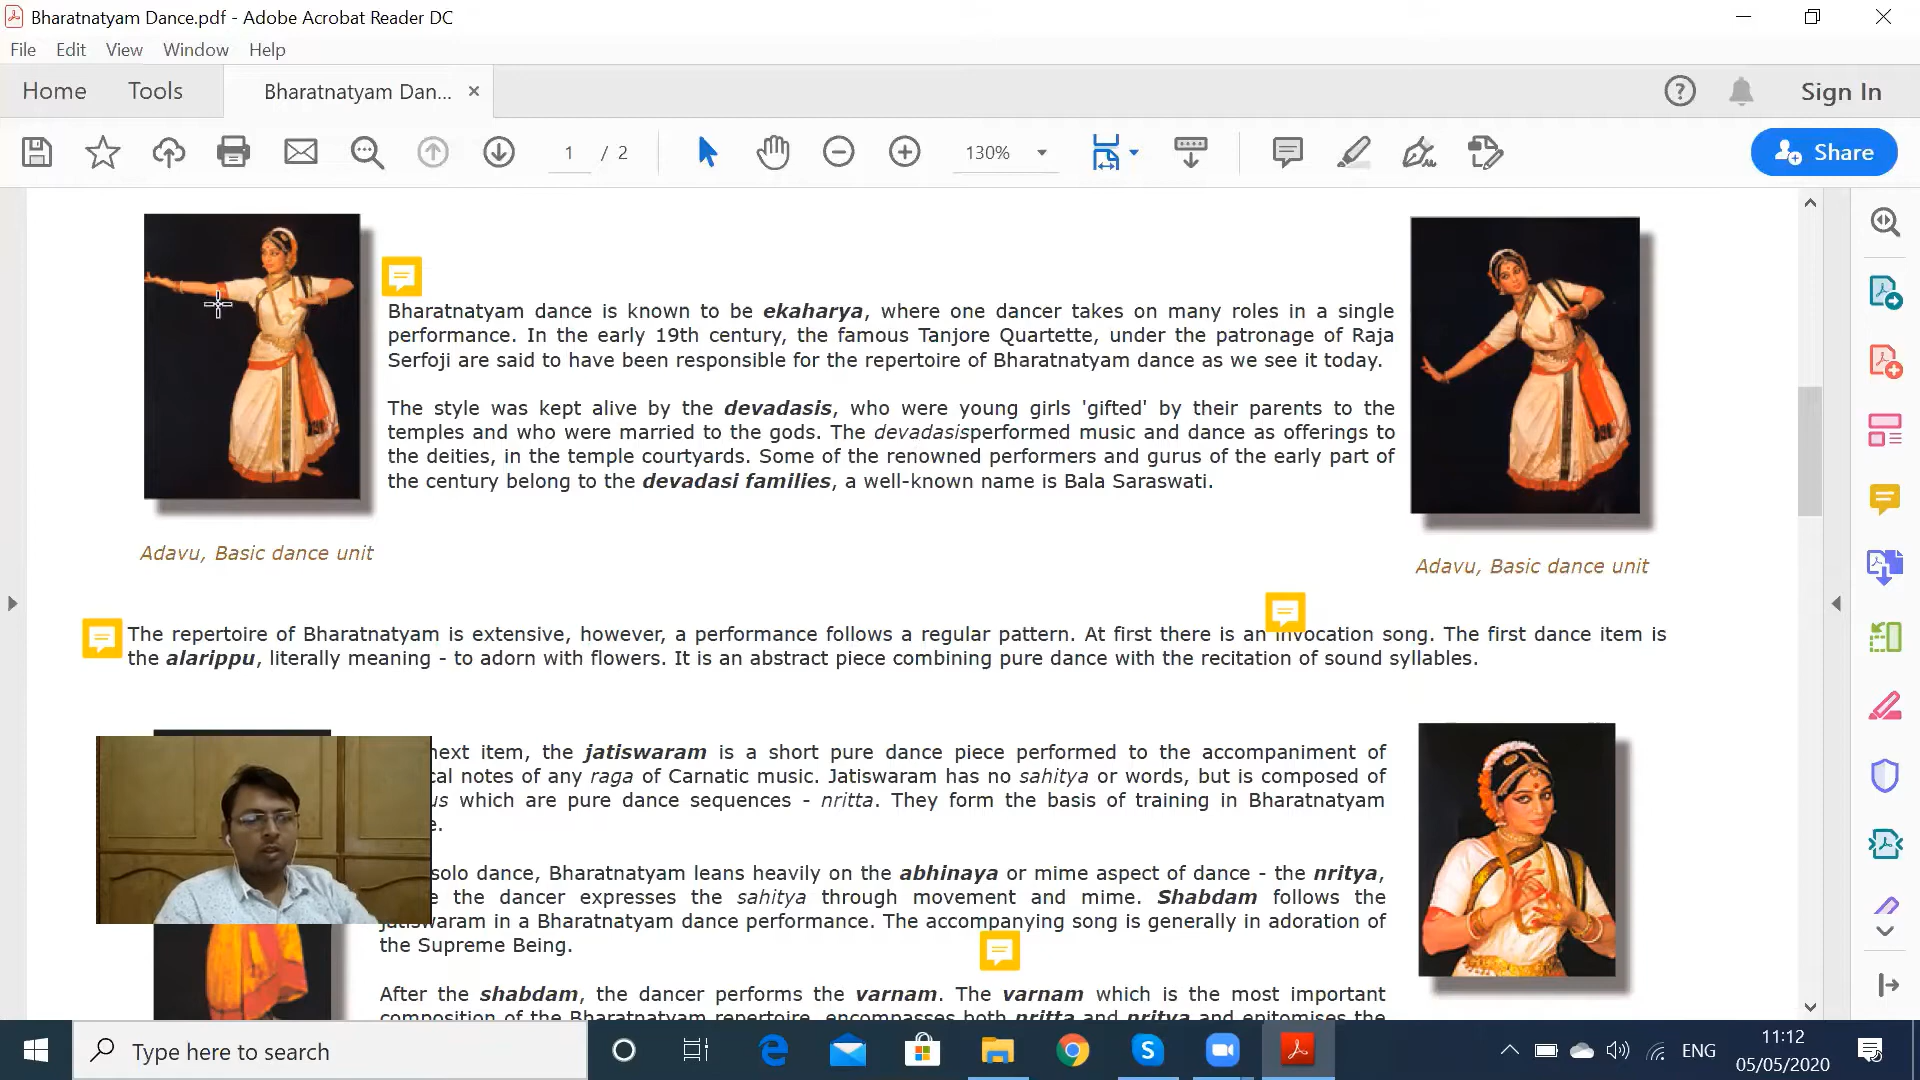 Bharatnatyam Dance.pdf - Adobe Acrobat Reader DC
File Edit View Window Help
Home Tools Bharatnatyam Dan... Sign In
1 / 2 130% Share
Bharatnatyam dance is known to be ekaharya, where one dancer takes on many roles in a single
performance. In the early 19th century, the famous Tanjore Quartette, under the patronage of Raja
Serfoji are said to have been responsible for the repertoire of Bharatnatyam dance as we see it today.
The style was kept alive by the devadasis, who were young girls 'gifted' by their parents to the
temples and who were married to the gods. The devadasisperformed music and dance as offerings to
the deities, in the temple courtyards. Some of the renowned performers and gurus of the early part of
the century belong to the devadasi families, a well-known name is Bala Saraswati.
Adavu, Basic dance unit
Adavu, Basic dance unit
The repertoire of Bharatnatyam is extensive, however, a performance follows a regular pattern. At first there is an invocation song. The first dance item is
the alarippu, literally meaning - to adorn with flowers. It is an abstract piece combining pure dance with the recitation of sound syllables.
next item, the jatiswaram is a short pure dance piece performed to the accompaniment of
cal notes of any raga of Carnatic music. Jatiswaram has no sahitya or words, but is composed of
us which are pure dance sequences - nritta. They form the basis of training in Bharatnatyam
e.
solo dance, Bharatnatyam leans heavily on the abhinaya or mime aspect of dance - the nritya,
e the dancer expresses the sahitya through movement and mime. Shabdam follows the
jatiswaram in a Bharatnatyam dance performance. The accompanying song is generally in adoration of
the Supreme Being.
After the shabdam, the dancer performs the varnam. The varnam which is the most important
composition of the Bharatnatyam repertoire, encompasses both nritta and nritya and epitomises the
Type here to search
ENG
11:12
05/05/2020